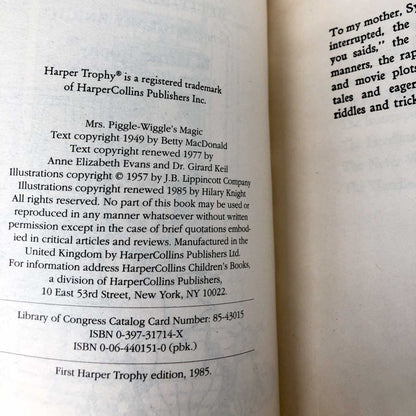 Harper Trophy® is a registered trademark
of HarperCollins Publishers Inc.
Mrs. Piggle-Wiggle's Magic
Text copyright 1949 by Betty MacDonald
Text copyright renewed 1977 by
Anne Elizabeth Evans and Dr. Girard Keil
Illustrations copyright © 1957 by J.B. Lippincott Company
Illustrations renewed 1985 by Hilary Knight
All rights reserved. No part of this book may be used or
reproduced in any manner whatsoever without written
permission except in the case of brief quotations embod-
ied in critical articles and reviews. Manufactured in the
United Kingdom by HarperCollins Publishers Ltd.
For information address HarperCollins Children's Books,
a division of HarperCollins Publishers,
10 East 53rd Street, New York, NY 10022.
Library of Congress Catalog Card Number: 85-43015
ISBN 0-397-31714-X
ISBN 0-06-440151-0 (pbk.)
First Harper Trophy edition, 1985.
To my mother,
interrupted, the
you saids," the
manners, the
and movie
tales and
riddles and